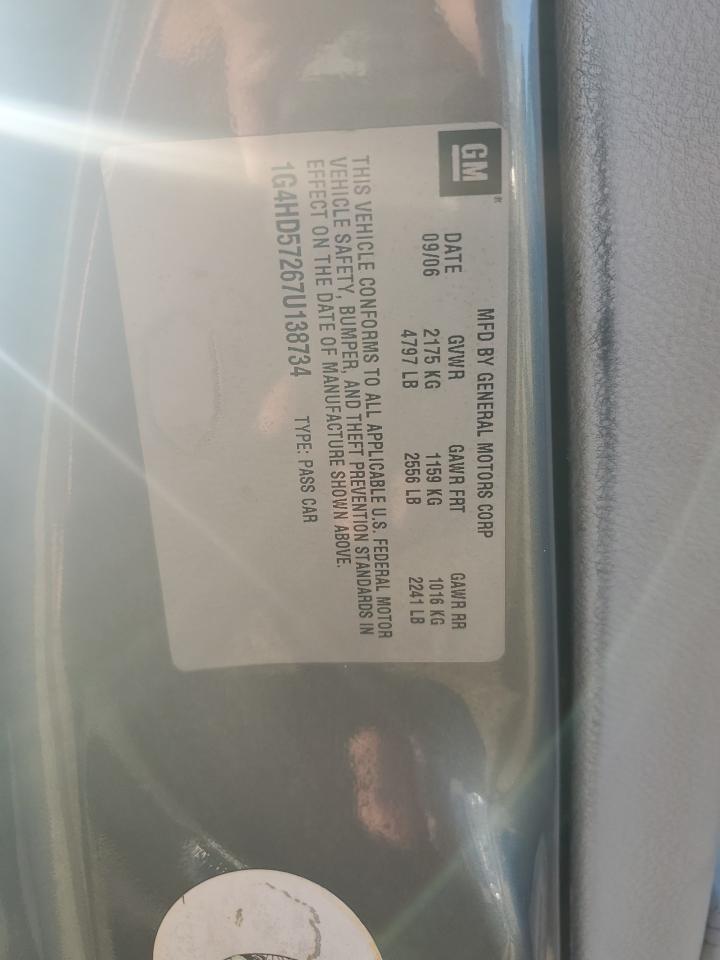 GM
MFD BY GENERAL MOTORS CORP
DATE GVWR GAWR FRT GAWR RR
09/06 2175 KG 1159 KG 1016 KG
4797 LB 2556 LB 2241 LB
THIS VEHICLE CONFORMS TO ALL APPLICABLE U.S. FEDERAL MOTOR
VEHICLE SAFETY, BUMPER, AND THEFT PREVENTION STANDARDS IN
EFFECT ON THE DATE OF MANUFACTURE SHOWN ABOVE.
1G4HD57267U138734 TYPE: PASS CAR